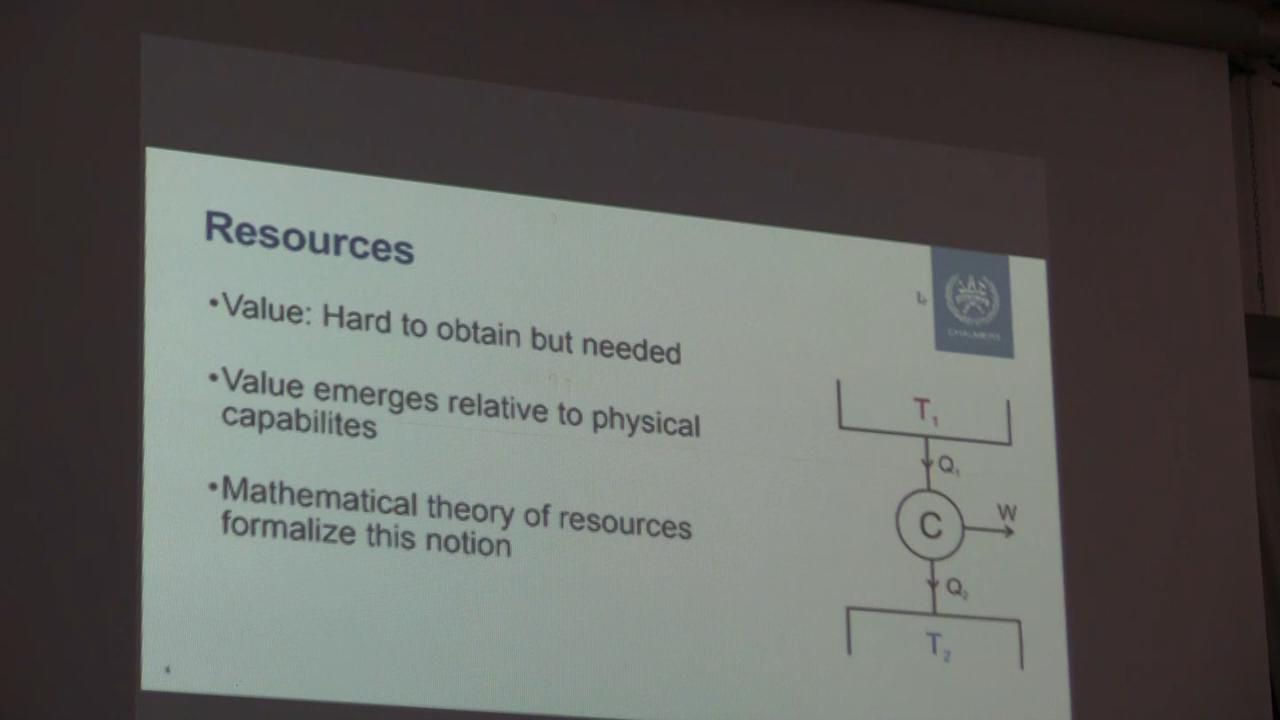 Resources
•Value: Hard to obtain but needed
•Value emerges relative to physical
capabilites
•Mathematical theory of resources
formalize this notion
CHALMERS
T₁
Q₁
C
W
Q₂
T₂